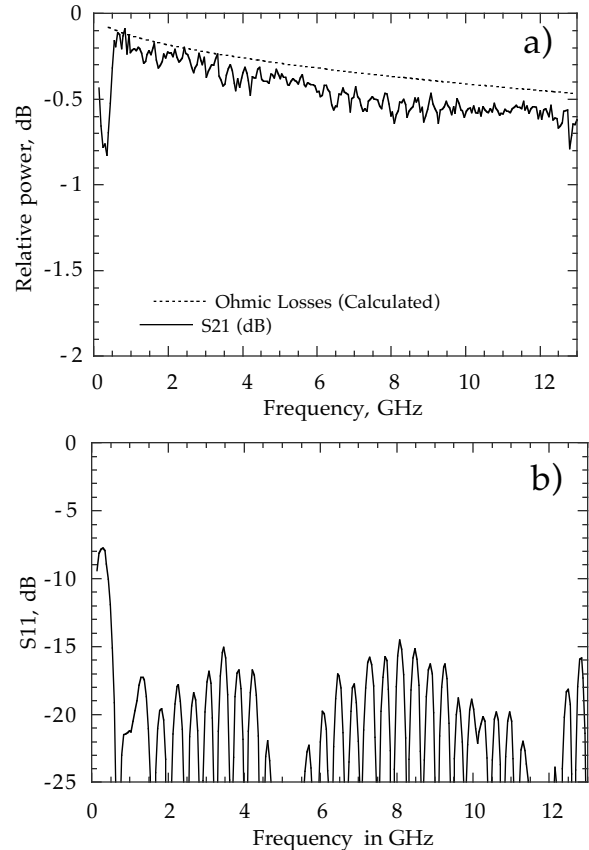 a)
0
-0.5
-1
-1.5
-2
Relative power, dB
Ohmic Losses (Calculated)
S21 (dB)
0 2 4 6 8 10 12
Frequency, GHz
b)
0
-5
-10
-15
-20
-25
S11, dB
0 2 4 6 8 10 12
Frequency in GHz